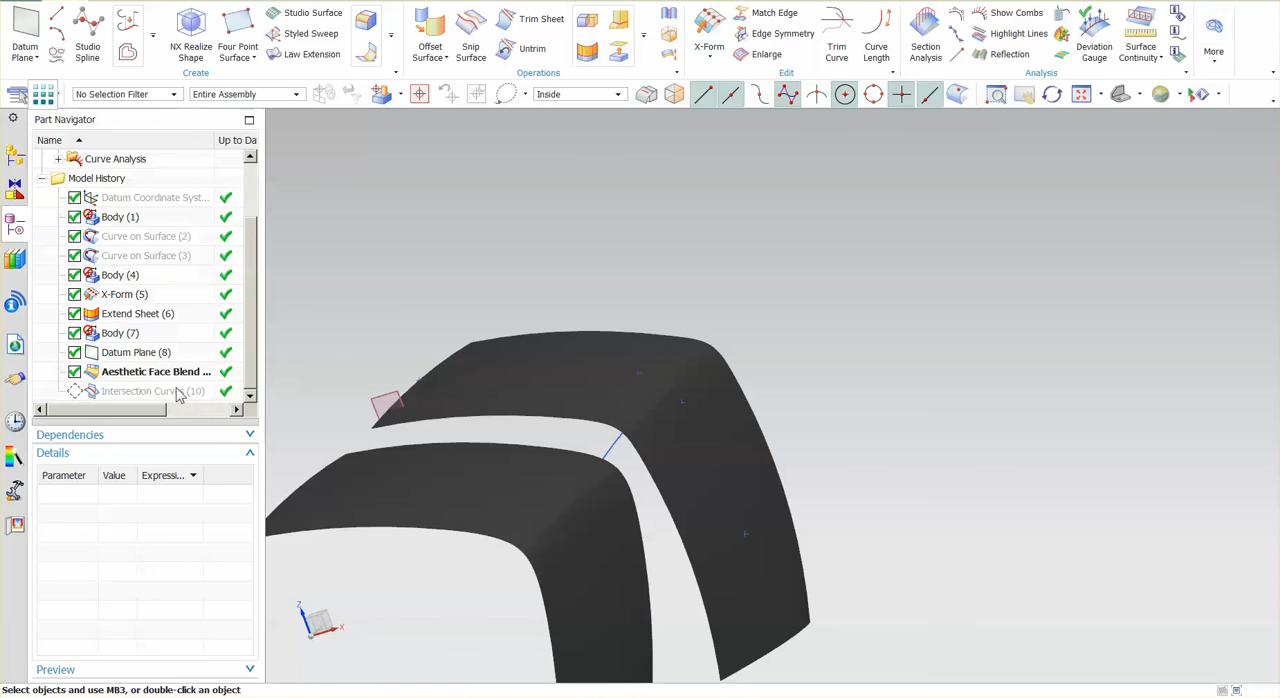 Datum Plane
Studio Spline
NX Realize Shape
Four Point Surface
Studio Surface
Styled Sweep
Law Extension
Create
Offset Surface
Snip Surface
Trim Sheet
Untrim
Operations
X-Form
Match Edge
Edge Symmetry
Enlarge
Trim Curve
Curve Length
Edit
Section Analysis
Show Combs
Highlight Lines
Reflection
Deviation Gauge
Surface Continuity
Analysis
More
No Selection Filter
Entire Assembly
Inside
Part Navigator
Name
Up to Da
Curve Analysis
Model History
Datum Coordinate Syst...
Body (1)
Curve on Surface (2)
Curve on Surface (3)
Body (4)
X-Form (5)
Extend Sheet (6)
Body (7)
Datum Plane (8)
Aesthetic Face Blend ...
Intersection Curves (10)
Dependencies
Details
Parameter Value Expressi...
Preview
Z
X
Select objects and use MB3, or double-click an object